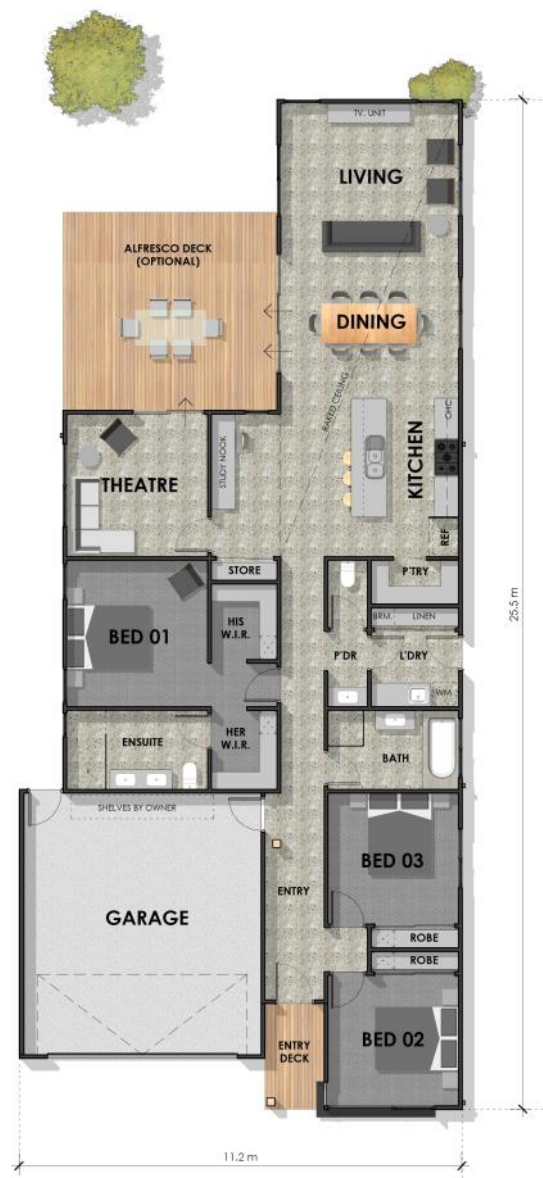 TV. UNIT
LIVING
ALFRESCO DECK
(OPTIONAL)
DINING
RAKED CEILING
OHC
STUDY NOOK
KITCHEN
THEATRE
REF
STORE
P'TRY
BED 01
HIS
W.I.R.
BRM.
LINEN
P'DR
L'DRY
WM
HER
W.I.R.
ENSUITE
BATH
SHELVES BY OWNER
BED 03
ENTRY
GARAGE
ROBE
ROBE
ENTRY
DECK
BED 02
25.5 m
11.2 m